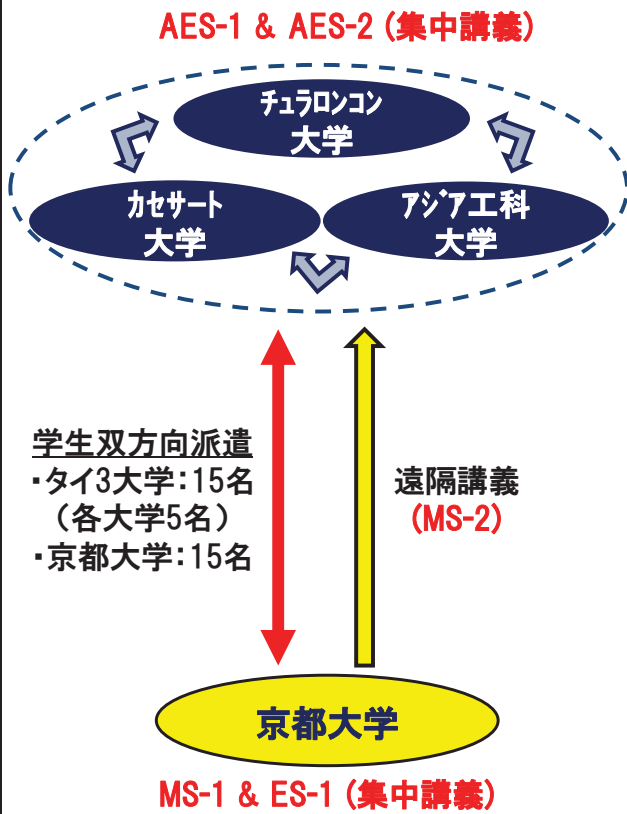 AES-1 & AES-2 (集中講義)
チュラロンコン
大学
カセサート
大学
アジア工科
大学
学生双方向派遣
・タイ3大学：15名
（各大学5名）
・京都大学：15名
遠隔講義
(MS-2)
京都大学
MS-1 & ES-1 (集中講義)